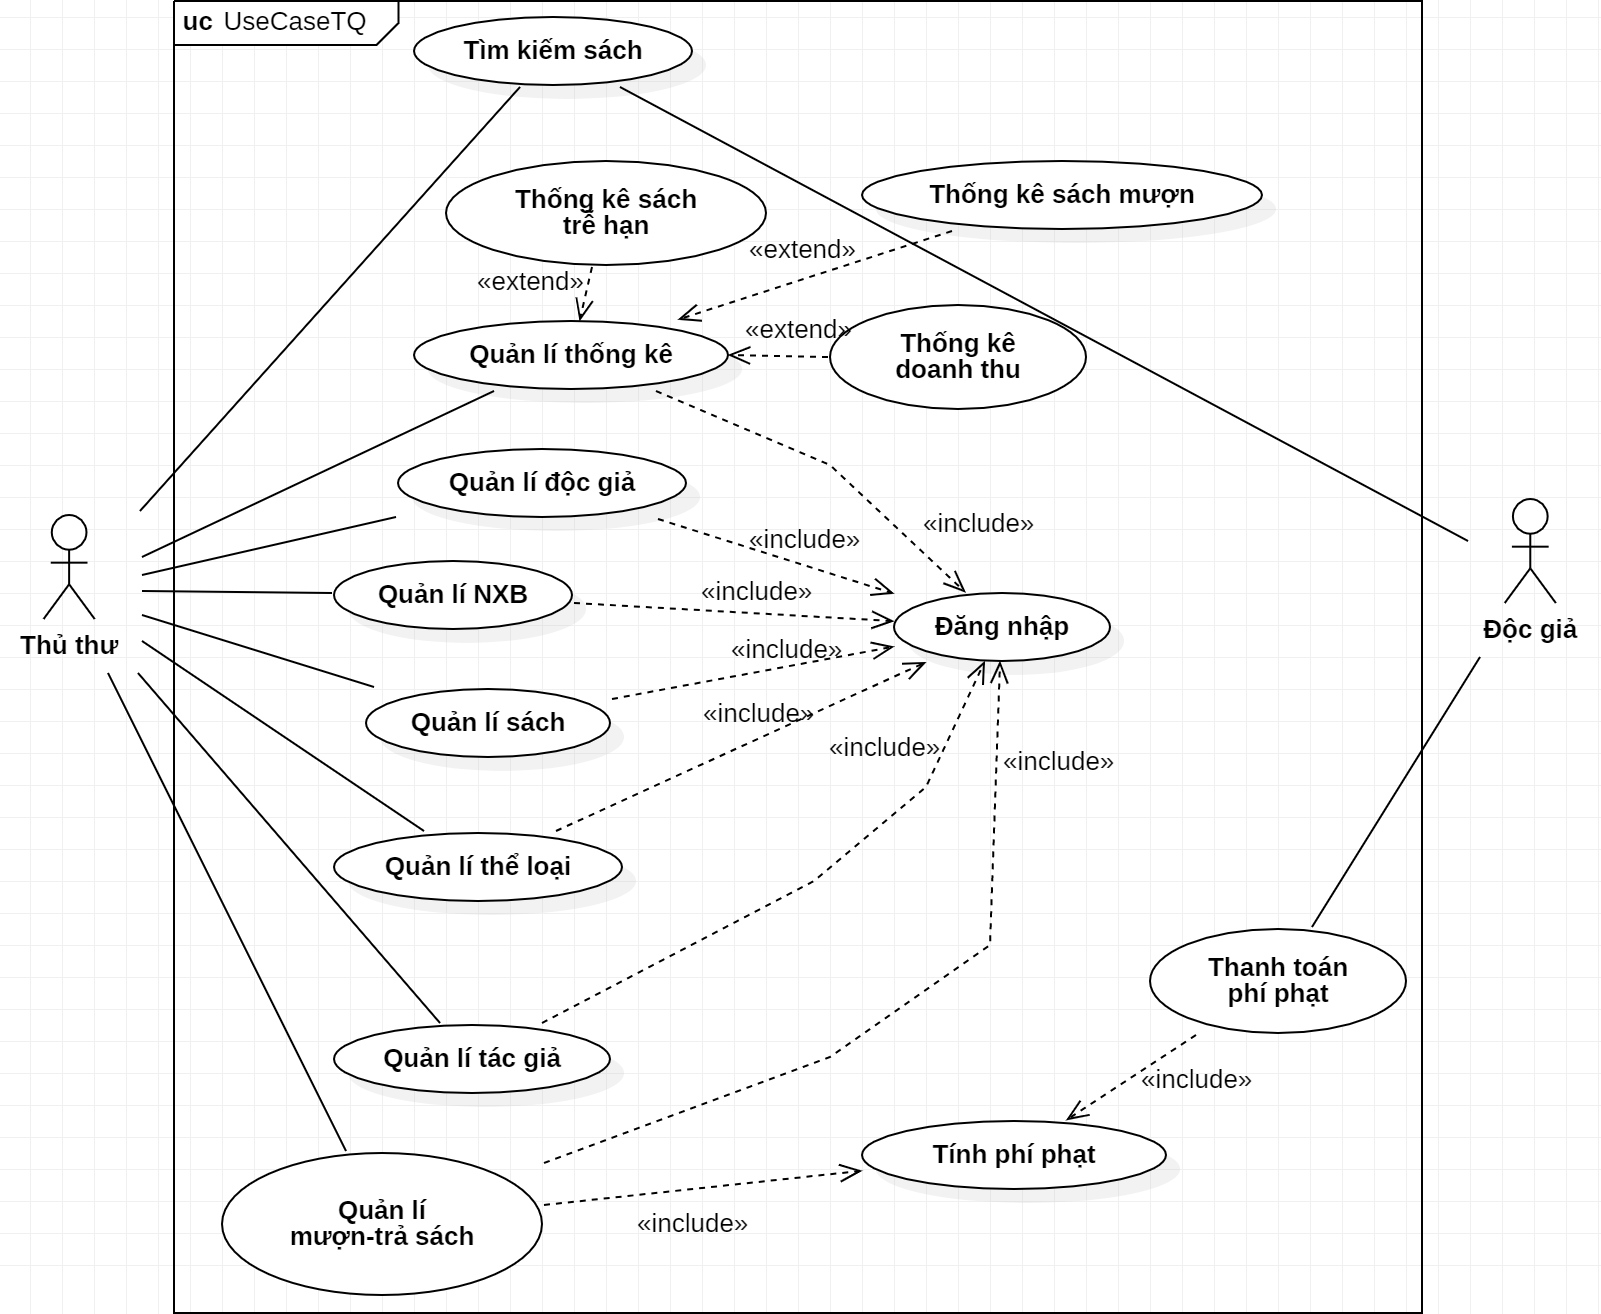 uc UseCaseTQ
Tìm kiếm sách
Thống kê sách
trễ hạn
Thống kê sách mượn
«extend»
«extend»
«extend»
Quản lí thống kê
Thống kê
doanh thu
Quản lí độc giả
«include»
«include»
Quản lí NXB
«include»
Đăng nhập
Thủ thư
Độc giả
«include»
Quản lí sách
«include»
«include»
«include»
Quản lí thể loại
Thanh toán
phí phạt
Quản lí tác giả
«include»
Tính phí phạt
Quản lí
mượn-trả sách
«include»